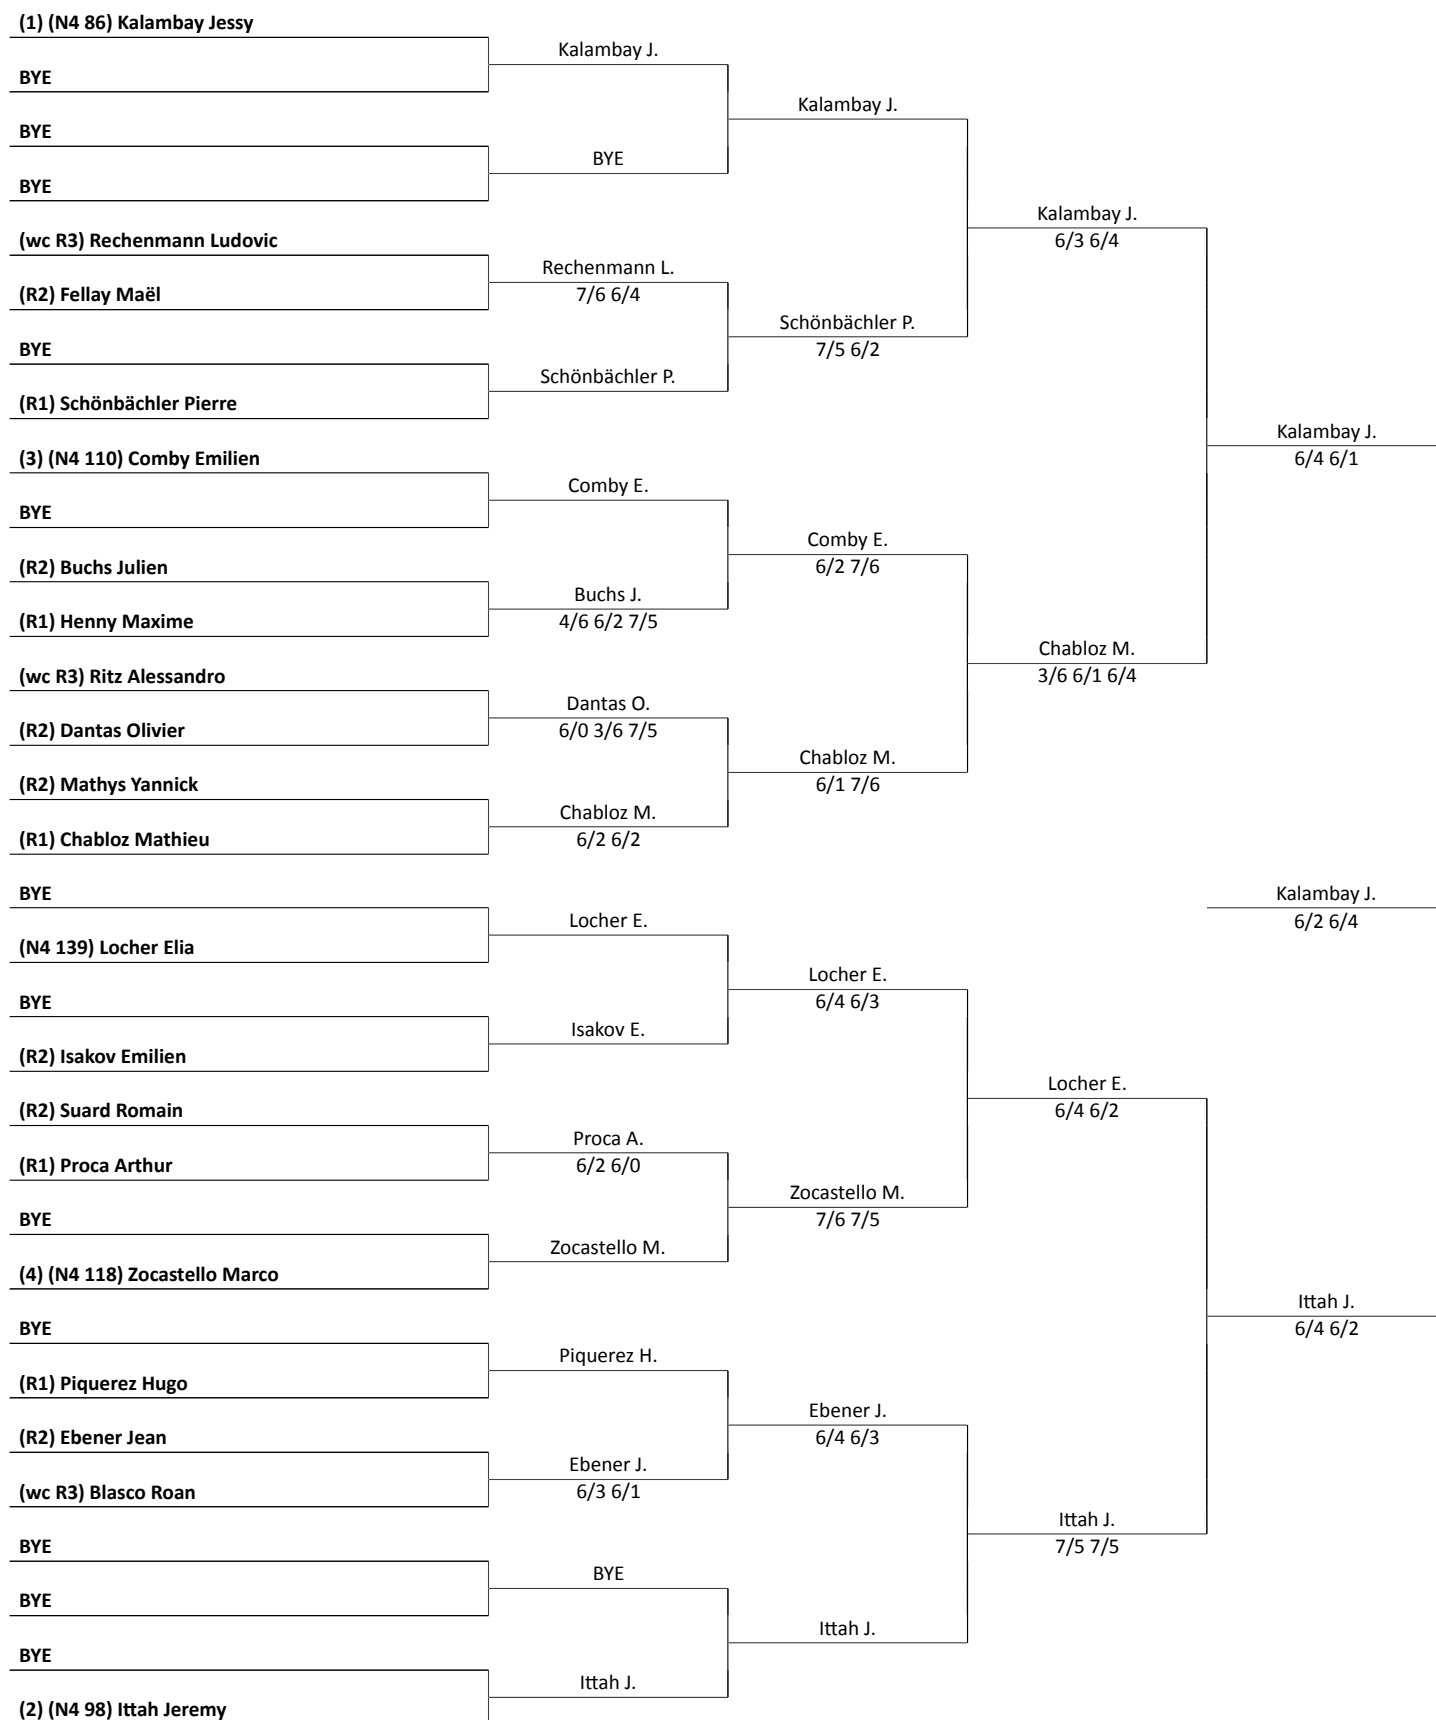 (1) (N4 86) Kalambay Jessy
BYE
BYE
BYE
(wc R3) Rechenmann Ludovic
(R2) Fellay Maël
BYE
(R1) Schönbächler Pierre
(3) (N4 110) Comby Emilien
BYE
(R2) Buchs Julien
(R1) Henny Maxime
(wc R3) Ritz Alessandro
(R2) Dantas Olivier
(R2) Mathys Yannick
(R1) Chabloz Mathieu
BYE
(N4 139) Locher Elia
BYE
(R2) Isakov Emilien
(R2) Suard Romain
(R1) Proca Arthur
BYE
(4) (N4 118) Zocastello Marco
BYE
(R1) Piquerez Hugo
(R2) Ebener Jean
(wc R3) Blasco Roan
BYE
BYE
BYE
(2) (N4 98) Ittah Jeremy
Kalambay J.
BYE
Rechenmann L.
7/6 6/4
Schönbächler P.
Comby E.
Buchs J.
4/6 6/2 7/5
Dantas O.
6/0 3/6 7/5
Chabloz M.
6/2 6/2
Locher E.
Isakov E.
Proca A.
6/2 6/0
Zocastello M.
Piquerez H.
Ebener J.
6/3 6/1
BYE
Ittah J.
Kalambay J.
Schönbächler P.
7/5 6/2
Comby E.
6/2 7/6
Chabloz M.
6/1 7/6
Locher E.
6/4 6/3
Zocastello M.
7/6 7/5
Ebener J.
6/4 6/3
Ittah J.
Kalambay J.
6/3 6/4
Chabloz M.
3/6 6/1 6/4
Locher E.
6/4 6/2
Ittah J.
7/5 7/5
Kalambay J.
6/4 6/1
Kalambay J.
6/2 6/4
Ittah J.
6/4 6/2